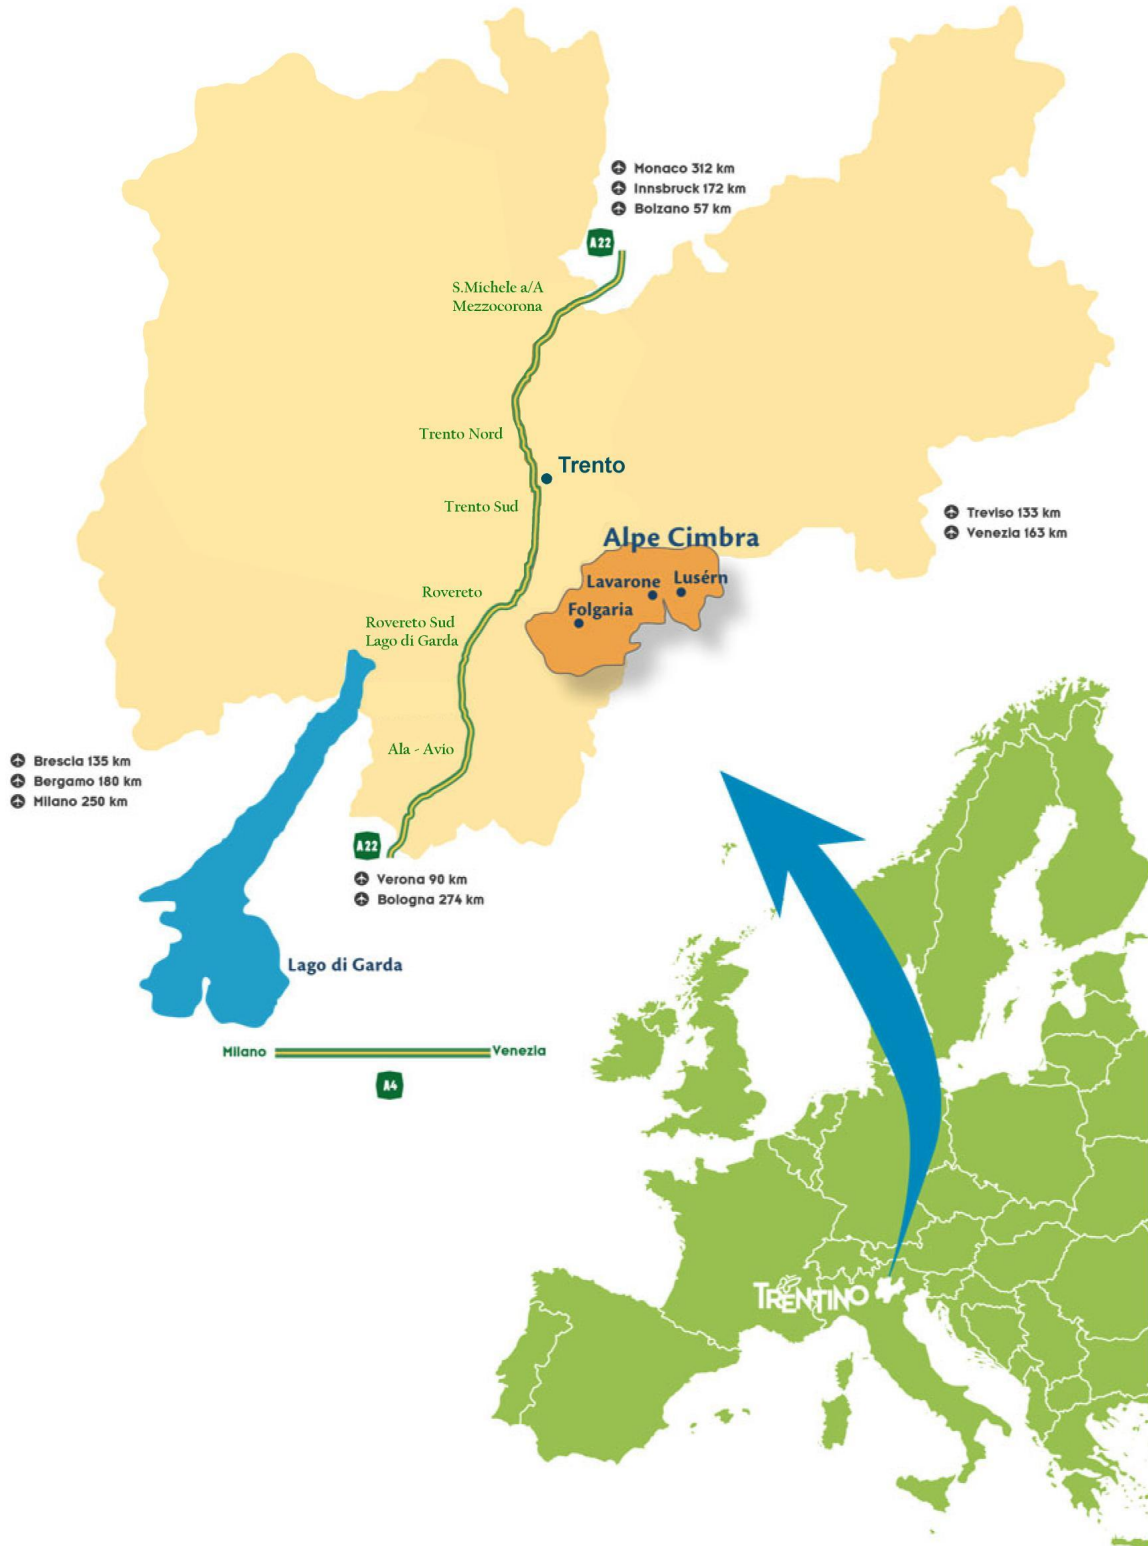 Monaco 312 km
Innsbruck 172 km
Bolzano 57 km
A22
S.Michele a/A
Mezzocorona
Trento Nord
Trento
Trento Sud
Treviso 133 km
Venezia 163 km
Alpe Cimbra
Lavarone
Lusérn
Folgaria
Rovereto
Rovereto Sud
Lago di Garda
Ala - Avio
Brescia 135 km
Bergamo 180 km
Milano 250 km
A22
Verona 90 km
Bologna 274 km
Lago di Garda
Milano
Venezia
A4
TRENTINO